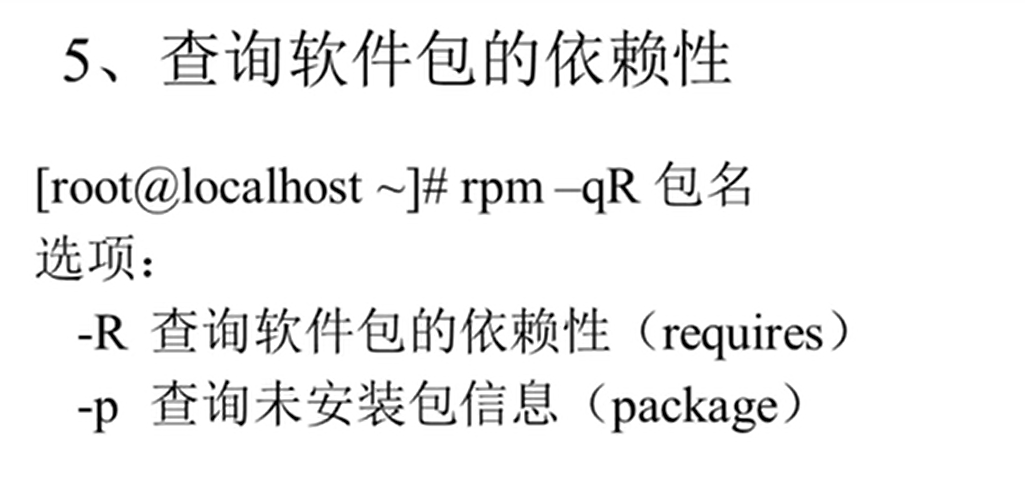 5、查询软件包的依赖性
[root@localhost ~]# rpm –qR 包名
选项：
-R 查询软件包的依赖性（requires）
-p 查询未安装包信息（package）